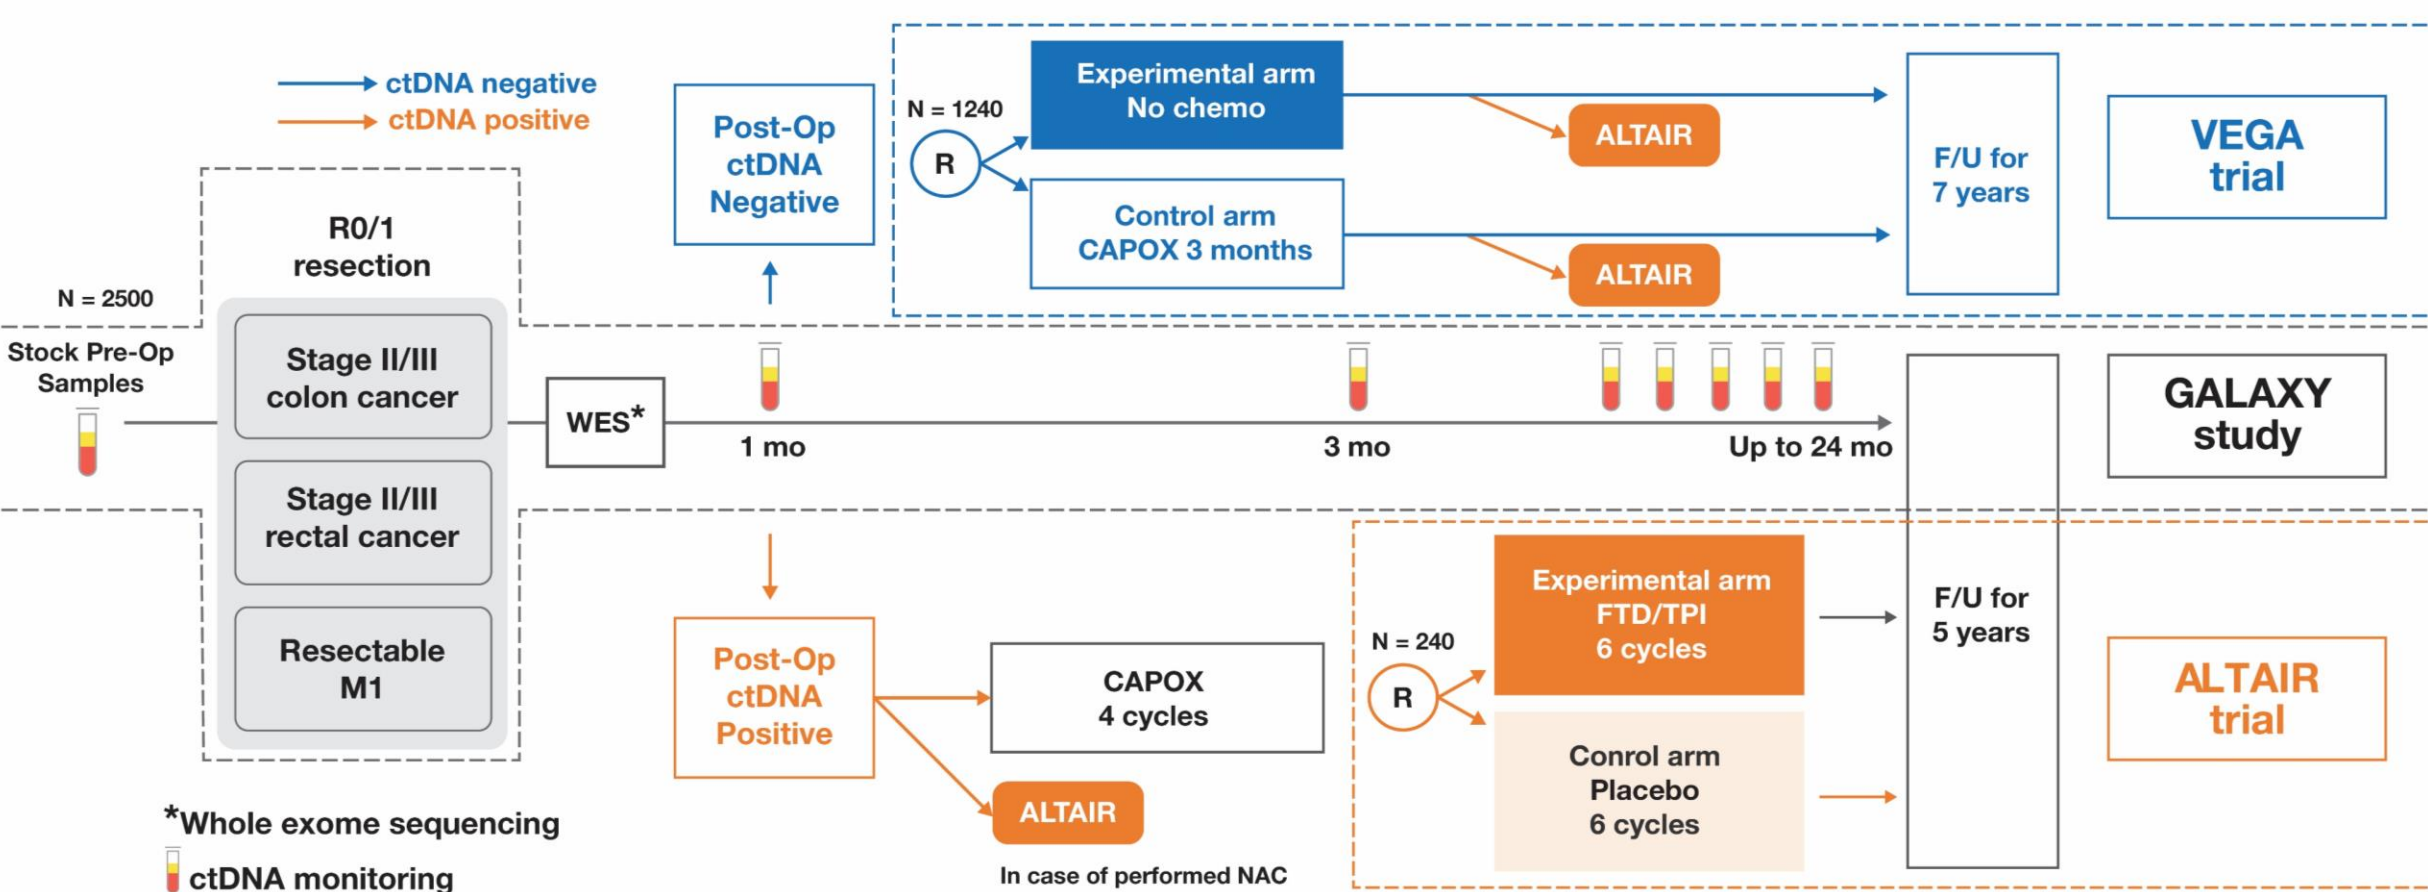 ctDNA negative
ctDNA positive
N = 2500
Stock Pre-Op
Samples
R0/1
resection
Stage II/III
colon cancer
Stage II/III
rectal cancer
Resectable
M1
WES*
*Whole exome sequencing
ctDNA monitoring
Post-Op
ctDNA
Negative
N = 1240
R
Experimental arm
No chemo
Control arm
CAPOX 3 months
ALTAIR
ALTAIR
F/U for
7 years
VEGA
trial
1 mo
3 mo
Up to 24 mo
GALAXY
study
Post-Op
ctDNA
Positive
CAPOX
4 cycles
ALTAIR
In case of performed NAC
N = 240
R
Experimental arm
FTD/TPI
6 cycles
Conrol arm
Placebo
6 cycles
F/U for
5 years
ALTAIR
trial